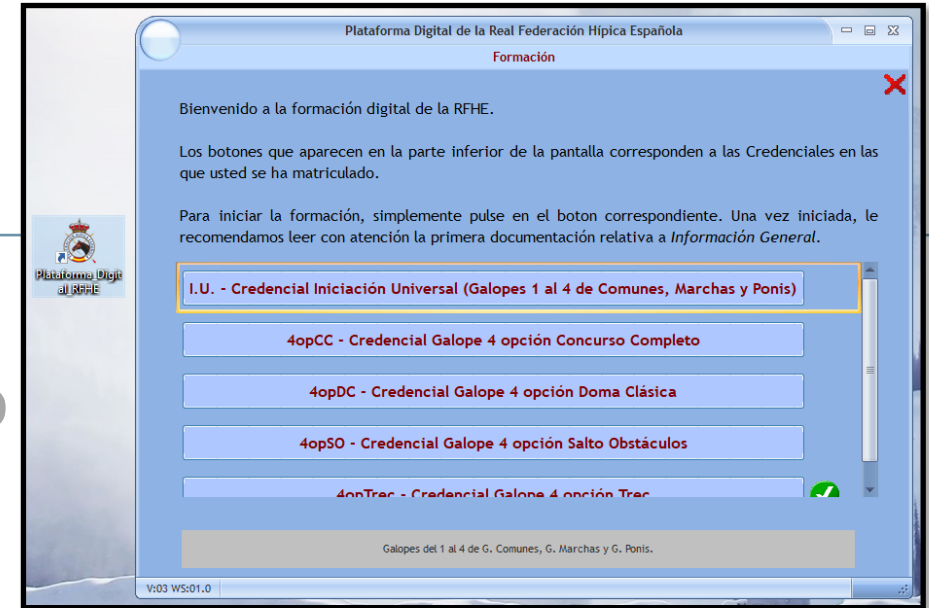 Plataforma Digital de la Real Federación Hípica Española
Formación
Bienvenido a la formación digital de la RFHE.
Los botones que aparecen en la parte inferior de la pantalla corresponden a las Credenciales en las
que usted se ha matriculado.
Para iniciar la formación, simplemente pulse en el boton correspondiente. Una vez iniciada, le
recomendamos leer con atención la primera documentación relativa a Información General.
Plataforma Digit
al RFHE
I.U. - Credencial Iniciación Universal (Galopes 1 al 4 de Comunes, Marchas y Ponis)
4opCC - Credencial Galope 4 opción Concurso Completo
4opDC - Credencial Galope 4 opción Doma Clásica
4opSO - Credencial Galope 4 opción Salto Obstáculos
4opTrec - Credencial Galope 4 opción Trec
Galopes del 1 al 4 de G. Comunes, G. Marchas y G. Ponis.
V:03 WS:01.0